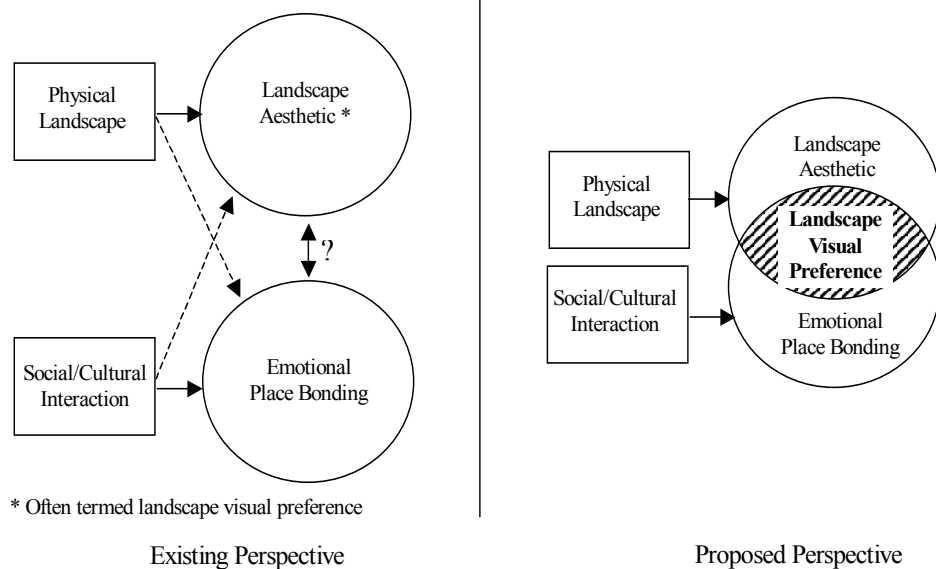 Physical
Landscape
Landscape
Aesthetic *
?
Social/Cultural
Interaction
Emotional
Place Bonding
* Often termed landscape visual preference
Existing Perspective
Physical
Landscape
Landscape
Aesthetic
Landscape
Visual
Preference
Social/Cultural
Interaction
Emotional
Place Bonding
Proposed Perspective